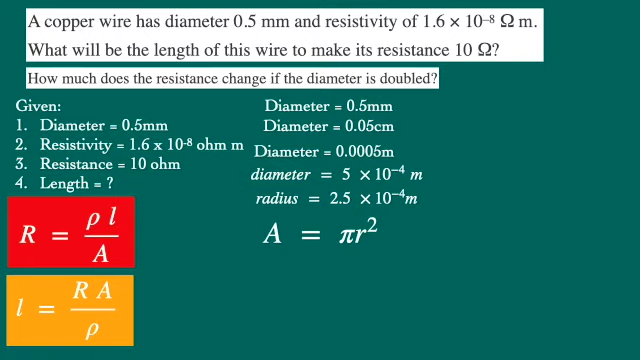 A copper wire has diameter 0.5 mm and resistivity of 1.6 × 10⁻⁸ Ω m.
What will be the length of this wire to make its resistance 10 Ω?
How much does the resistance change if the diameter is doubled?
Given:
1. Diameter = 0.5mm
2. Resistivity = 1.6 x 10⁻⁸ ohm m
3. Resistance = 10 ohm
4. Length = ?
R = ρ l / A
l = R A / ρ
Diameter = 0.5mm
Diameter = 0.05cm
Diameter = 0.0005m
diameter = 5 × 10⁻⁴ m
radius = 2.5 × 10⁻⁴ m
A = πr²